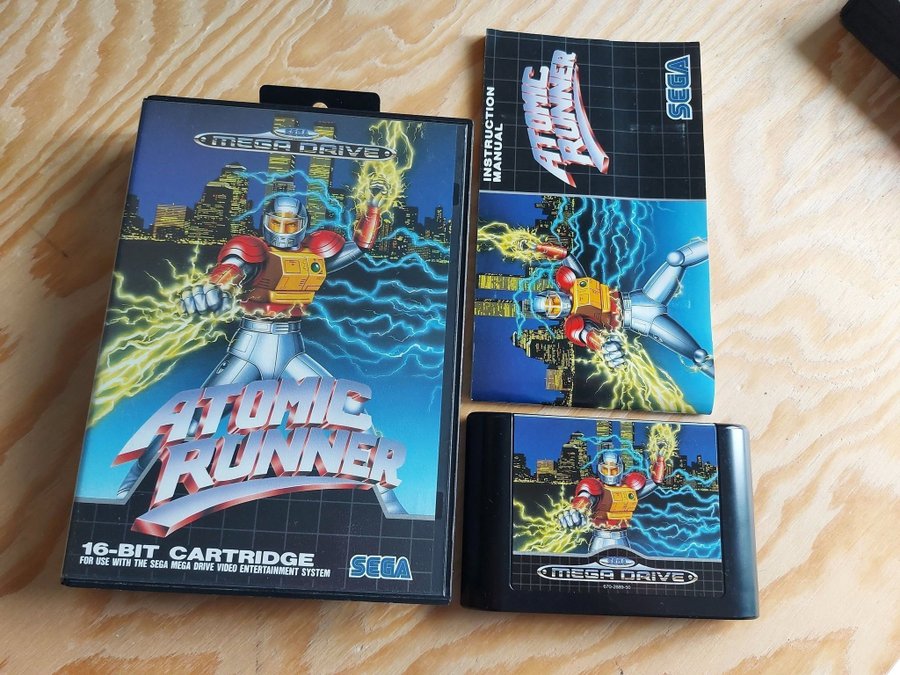 SEGA
MEGA DRIVE
ATOMIC
RUNNER
16-BIT CARTRIDGE
FOR USE WITH THE SEGA MEGA DRIVE VIDEO ENTERTAINMENT SYSTEM
SEGA
INSTRUCTION
MANUAL
ATOMIC
RUNNER
SEGA
SEGA
MEGA DRIVE